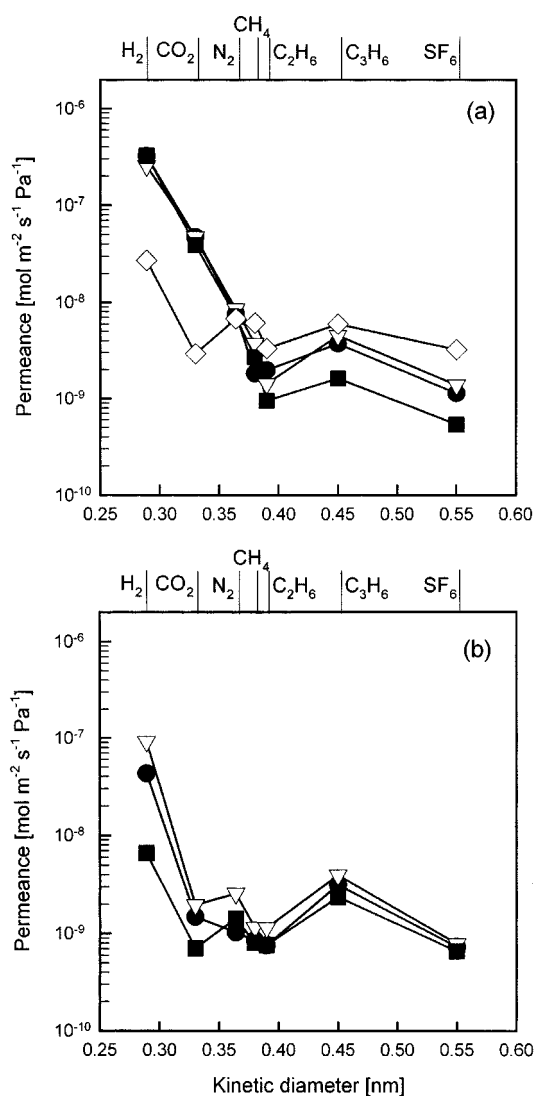 CH4
H2 CO2 N2 C2H6 C3H6 SF6
(a)
10-6
10-7
10-8
10-9
10-10
Permeance [mol m-2 s-1 Pa-1]
0.25 0.30 0.35 0.40 0.45 0.50 0.55 0.60
CH4
H2 CO2 N2 C2H6 C3H6 SF6
(b)
10-6
10-7
10-8
10-9
10-10
Permeance [mol m-2 s-1 Pa-1]
0.25 0.30 0.35 0.40 0.45 0.50 0.55 0.60
Kinetic diameter [nm]